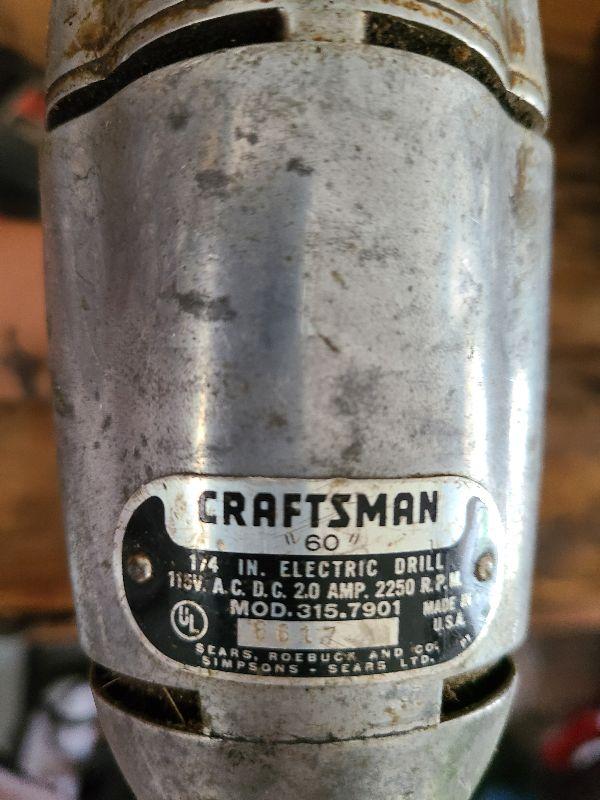 CRAFTSMAN
"60"
1/4 IN. ELECTRIC DRILL
115V. A.C. D.C. 2.0 AMP. 2250 R.P.M.
MOD.315.7901
MADE IN
U.S.A.
UL
SEARS, ROEBUCK AND CO.
SIMPSONS - SEARS LTD.